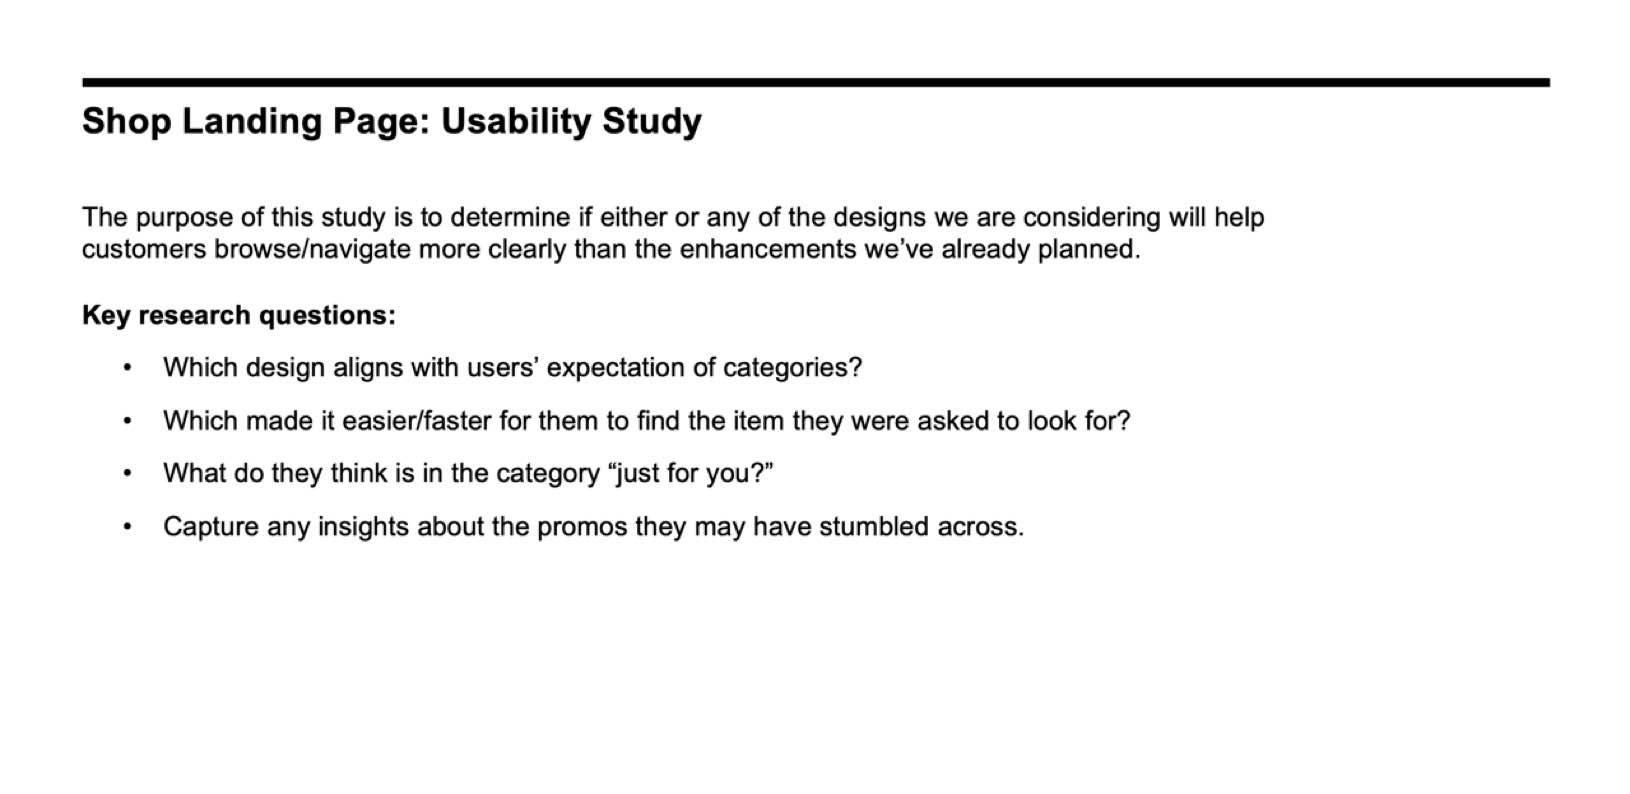 Shop Landing Page: Usability Study
The purpose of this study is to determine if either or any of the designs we are considering will help
customers browse/navigate more clearly than the enhancements we’ve already planned.
Key research questions:
• Which design aligns with users’ expectation of categories?
• Which made it easier/faster for them to find the item they were asked to look for?
• What do they think is in the category “just for you?”
• Capture any insights about the promos they may have stumbled across.